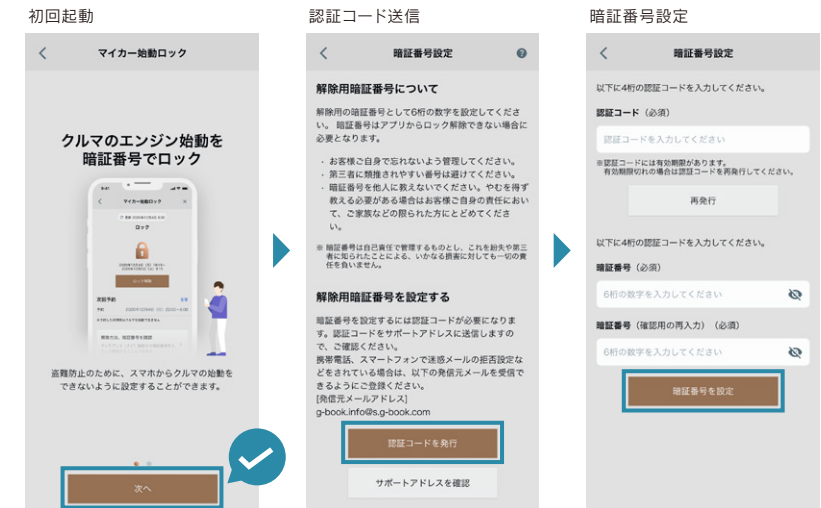 初回起動
マイカー始動ロック
クルマのエンジン始動を
暗証番号でロック
9:41
マイカー始動ロック
ロック
次回予約
解除方法、暗証番号を確認
盗難防止のために、スマホからクルマの始動を
できないように設定することができます。
次へ
認証コード送信
暗証番号設定
解除用暗証番号について
解除用の暗証番号として6桁の数字を設定してくださ
い。 暗証番号はアプリからロック解除できない場合に
必要となります。
・お客様ご自身で忘れないよう管理してください。
・第三者に類推されやすい番号は避けてください。
・暗証番号を他人に教えないでください。やむを得ず
教える必要がある場合はお客様ご自身の責任におい
て、ご家族などの限られた方にとどめてくださ
い。
※ 暗証番号は自己責任で管理するものとし、これを紛失や第三
者に知られたことによる、いかなる損害に対しても一切の責
任を負いません。
解除用暗証番号を設定する
暗証番号を設定するには認証コードが必要になりま
す。認証コードをサポートアドレスに送信しますの
で、ご確認ください。
携帯電話、スマートフォンで迷惑メールの拒否設定な
どをされている場合は、以下の発信元メールを受信で
きるようにご登録ください。
[発信元メールアドレス]
g-book.info@s.g-book.com
認証コードを発行
サポートアドレスを確認
暗証番号設定
暗証番号設定
以下に4桁の認証コードを入力してください。
認証コード（必須）
認証コードを入力してください
※認証コードには有効期限があります。
有効期限切れの場合は認証コードを再発行してください。
再発行
以下に4桁の認証コードを入力してください。
暗証番号（必須）
6桁の数字を入力してください
暗証番号（確認用の再入力）（必須）
6桁の数字を入力してください
暗証番号を設定